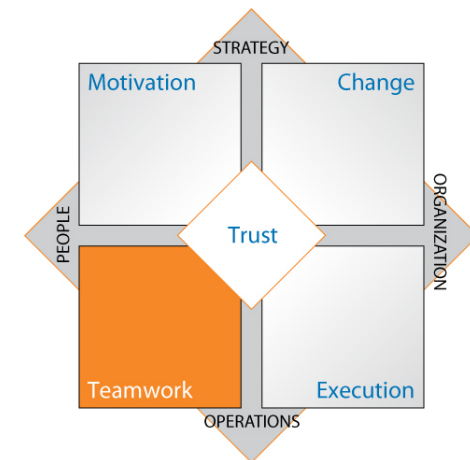 STRATEGY
Motivation
Change
PEOPLE
Trust
ORGANIZATION
Teamwork
Execution
OPERATIONS